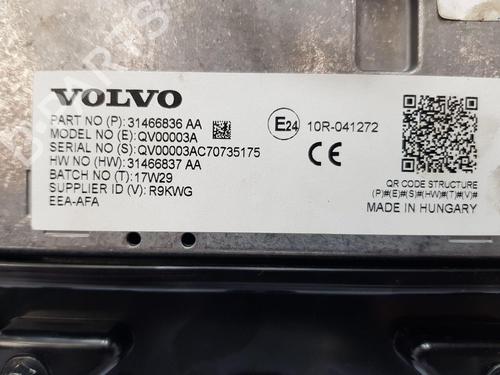 VOLVO
PART NO (P): 31466836 AA
MODEL NO (E): QV00003A
SERIAL NO (S): QV00003AC70735175
HW NO (HW): 31466837 AA
BATCH NO (T): 17W29
SUPPLIER ID (V): R9KWG
EEA-AFA
E24 10R-041272
CE
QR CODE STRUCTURE
(P)#(E)#(S)#(HW)#(T)#(V)#
MADE IN HUNGARY